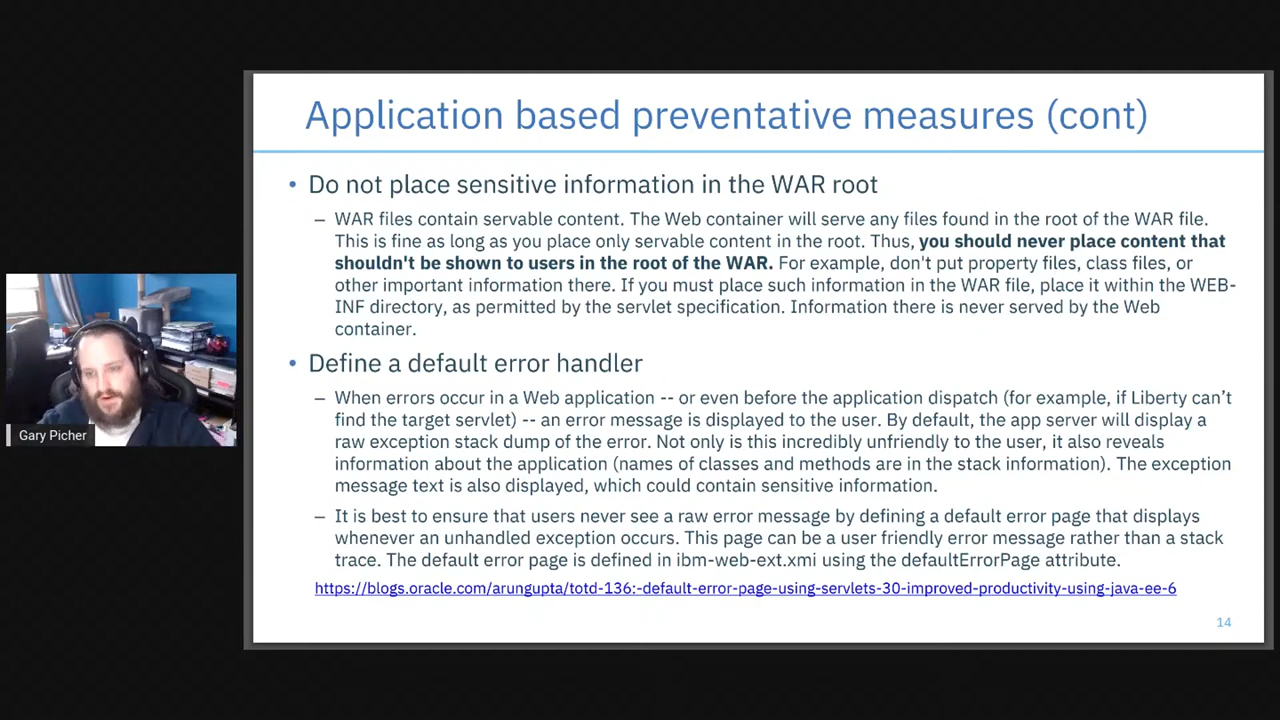 Application based preventative measures (cont)
• Do not place sensitive information in the WAR root
– WAR files contain servable content. The Web container will serve any files found in the root of the WAR file.
This is fine as long as you place only servable content in the root. Thus, you should never place content that
shouldn't be shown to users in the root of the WAR. For example, don't put property files, class files, or
other important information there. If you must place such information in the WAR file, place it within the WEB-
INF directory, as permitted by the servlet specification. Information there is never served by the Web
container.
• Define a default error handler
– When errors occur in a Web application -- or even before the application dispatch (for example, if Liberty can't
find the target servlet) -- an error message is displayed to the user. By default, the app server will display a
raw exception stack dump of the error. Not only is this incredibly unfriendly to the user, it also reveals
information about the application (names of classes and methods are in the stack information). The exception
message text is also displayed, which could contain sensitive information.
– It is best to ensure that users never see a raw error message by defining a default error page that displays
whenever an unhandled exception occurs. This page can be a user friendly error message rather than a stack
trace. The default error page is defined in ibm-web-ext.xmi using the defaultErrorPage attribute.
https://blogs.oracle.com/arungupta/totd-136:-default-error-page-using-servlets-30-improved-productivity-using-java-ee-6
14
Gary Picher